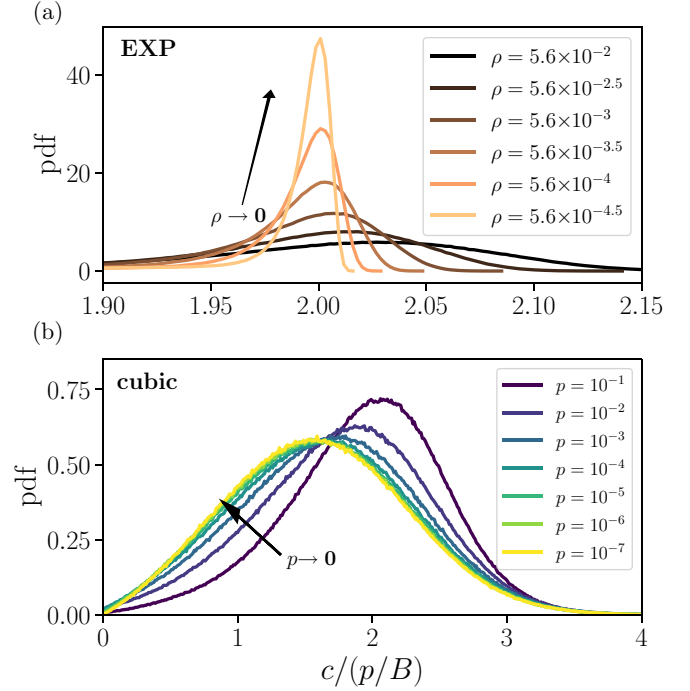 (a)
EXP
pdf
40
20
0
ρ → 0
ρ = 5.6×10⁻²
ρ = 5.6×10⁻²·⁵
ρ = 5.6×10⁻³
ρ = 5.6×10⁻³·⁵
ρ = 5.6×10⁻⁴
ρ = 5.6×10⁻⁴·⁵
1.90 1.95 2.00 2.05 2.10 2.15
(b)
cubic
pdf
0.75
0.50
0.25
0.00
p → 0
p = 10⁻¹
p = 10⁻²
p = 10⁻³
p = 10⁻⁴
p = 10⁻⁵
p = 10⁻⁶
p = 10⁻⁷
0 1 2 3 4
c/(p/B)